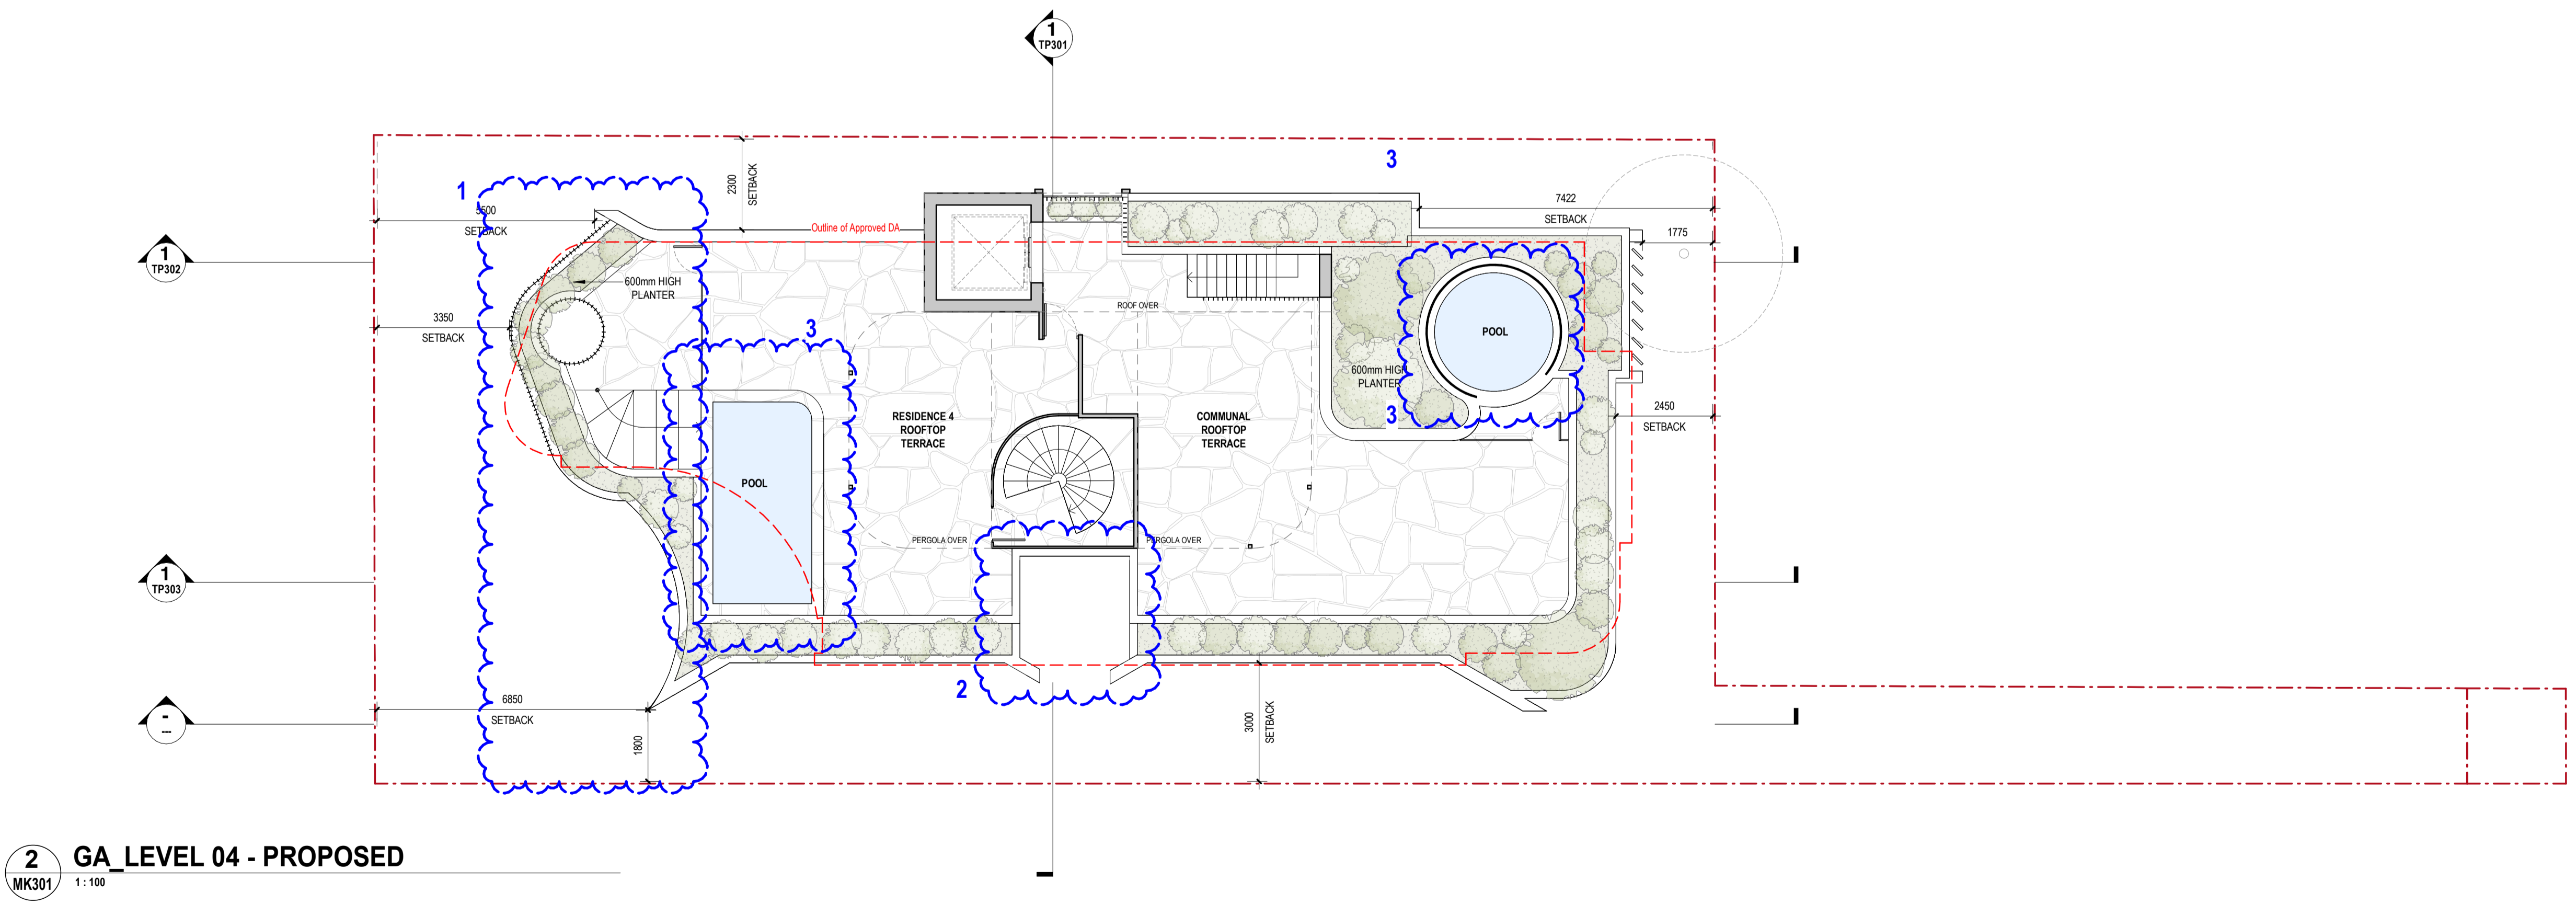 1
TP301
3
1
2300
SETBACK
7422
SETBACK
5500
SETBACK
Outline of Approved DA
1775
1
TP302
600mm HIGH
PLANTER
ROOF OVER
3350
SETBACK
3
POOL
600mm HIGH
PLANTER
3
RESIDENCE 4
ROOFTOP
TERRACE
COMMUNAL
ROOFTOP
TERRACE
2450
SETBACK
POOL
PERGOLA OVER
PERGOLA OVER
1
TP303
2
6850
SETBACK
1800
3000
SETBACK
-
---
2
MK301
GA_LEVEL 04 - PROPOSED
1 : 100